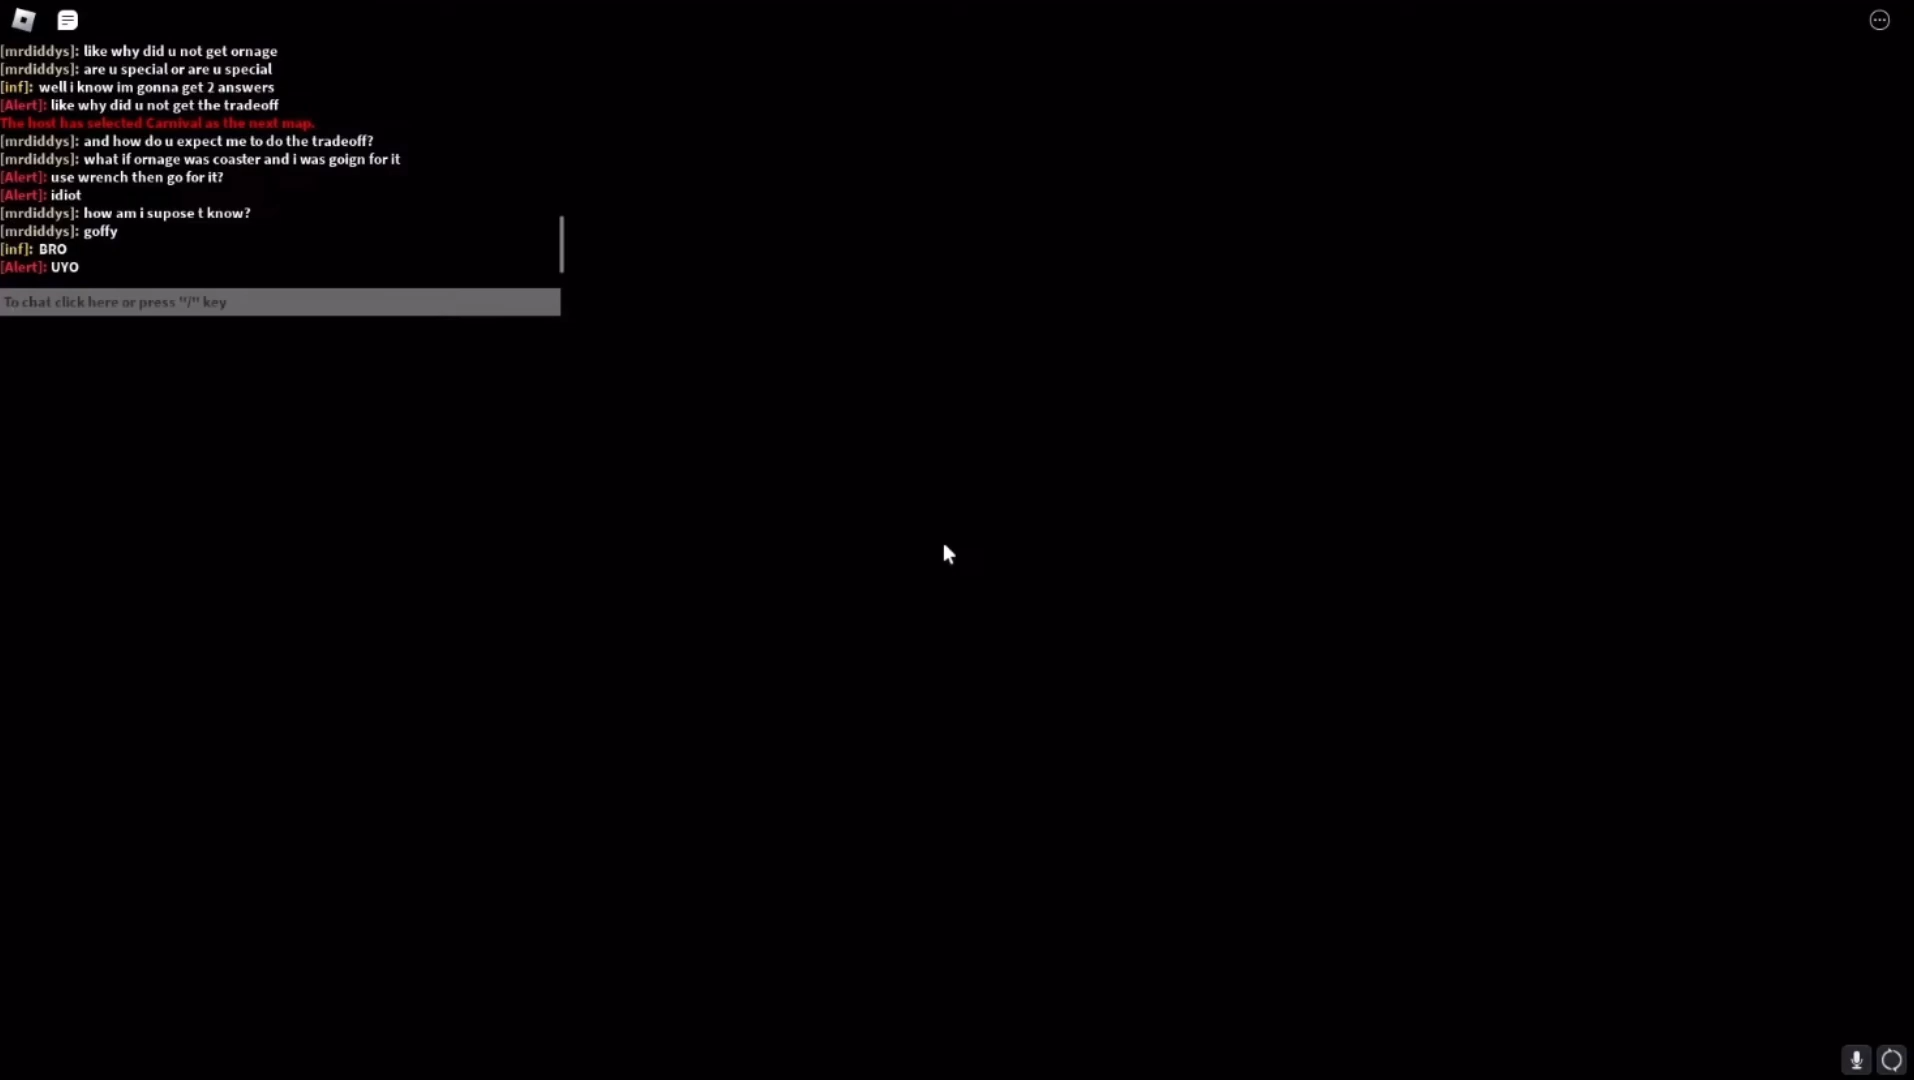 [mrdiddys]: like why did u not get ornage
[mrdiddys]: are u special or are u special
[inf]: well i know im gonna get 2 answers
[Alert]: like why did u not get the tradeoff
The host has selected Carnival as the next map.
[mrdiddys]: and how do u expect me to do the tradeoff?
[mrdiddys]: what if ornage was coaster and i was goign for it
[Alert]: use wrench then go for it?
[Alert]: idiot
[mrdiddys]: how am i supose t know?
[mrdiddys]: goffy
[inf]: BRO
[Alert]: UYO
To chat click here or press "/" key